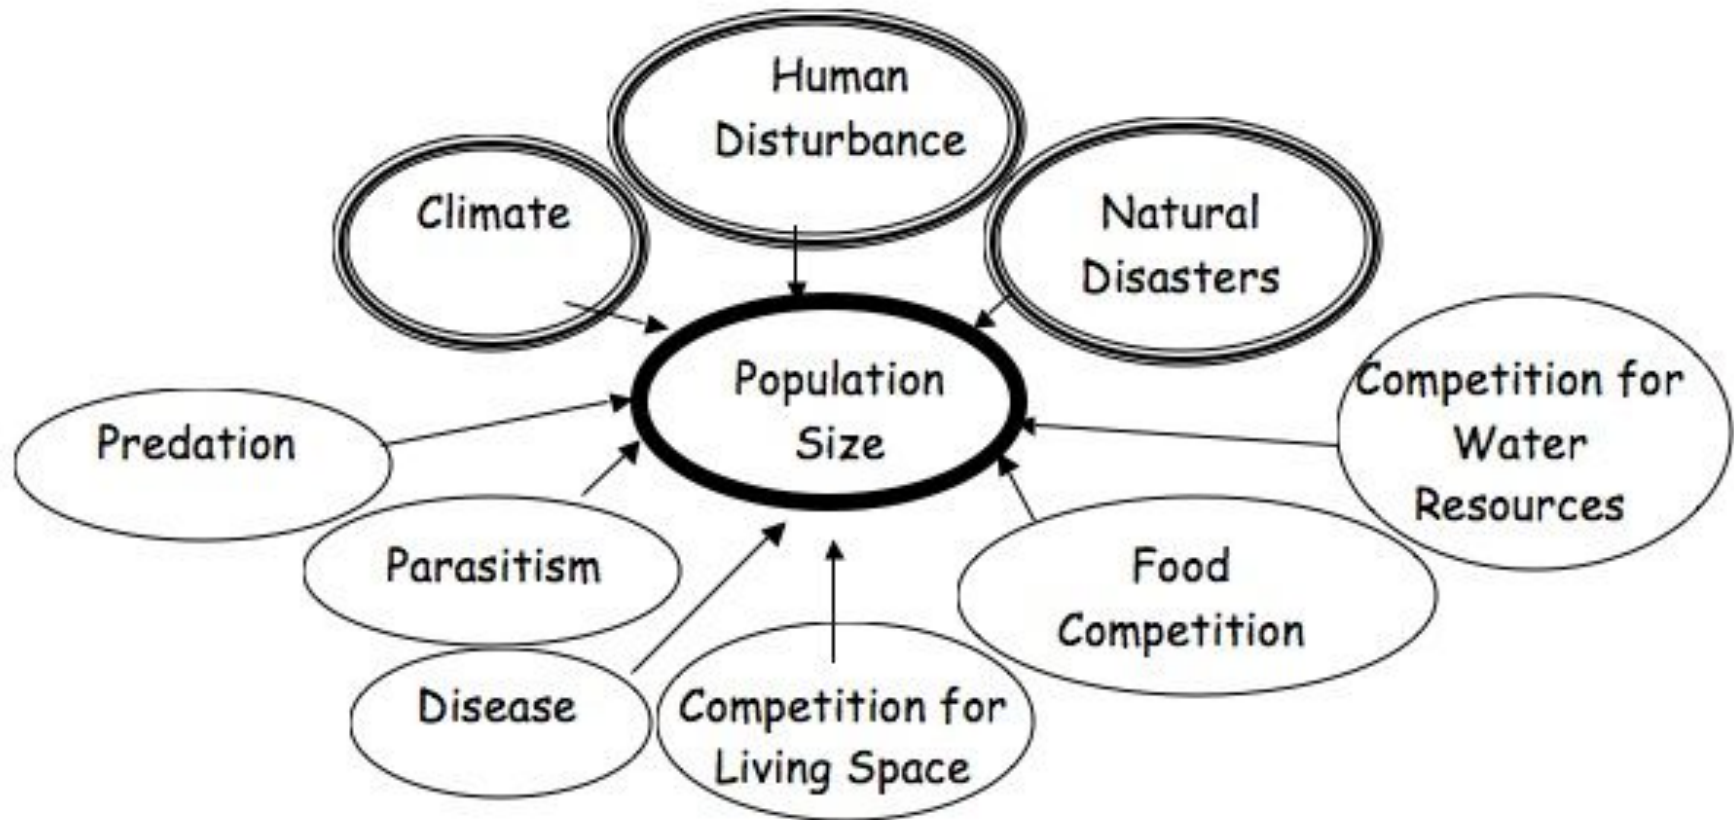 Human
Disturbance
Climate
Natural
Disasters
Population
Size
Competition for
Water
Resources
Predation
Parasitism
Food
Competition
Disease
Competition for
Living Space